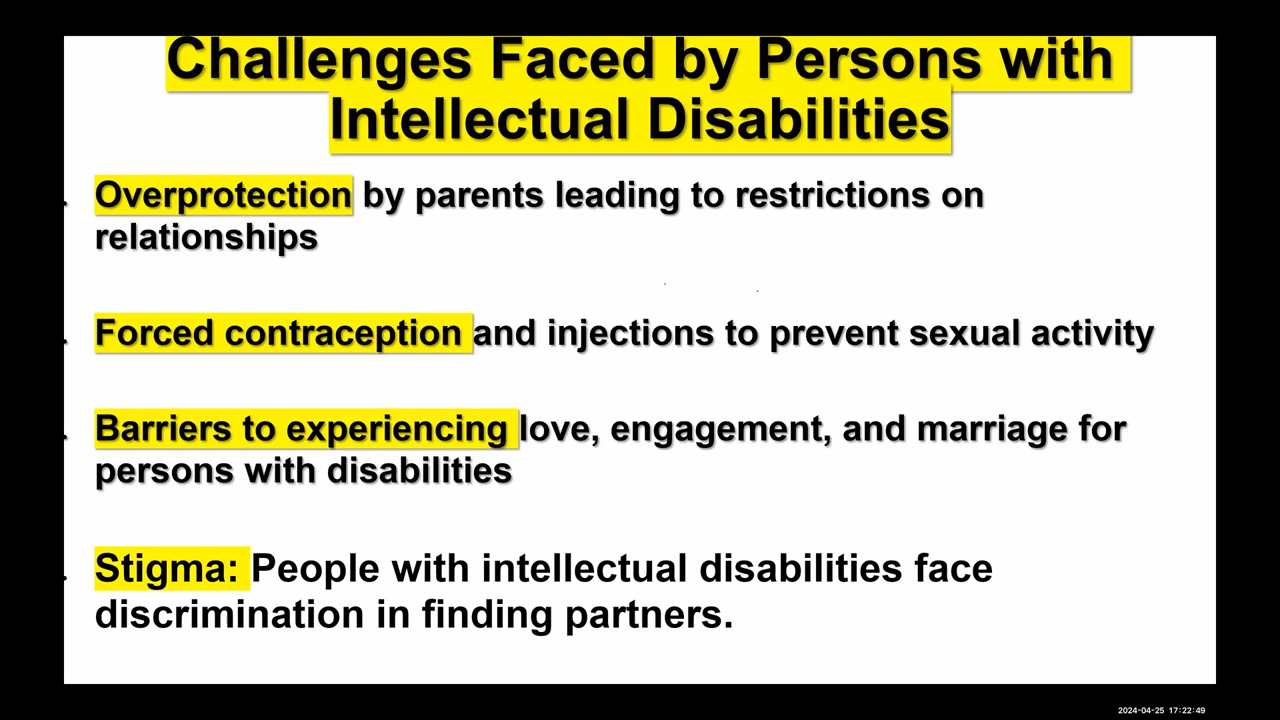 Challenges Faced by Persons with
Intellectual Disabilities
Overprotection by parents leading to restrictions on
relationships
Forced contraception and injections to prevent sexual activity
Barriers to experiencing love, engagement, and marriage for
persons with disabilities
Stigma: People with intellectual disabilities face
discrimination in finding partners.
2024-04-25 17:22:49